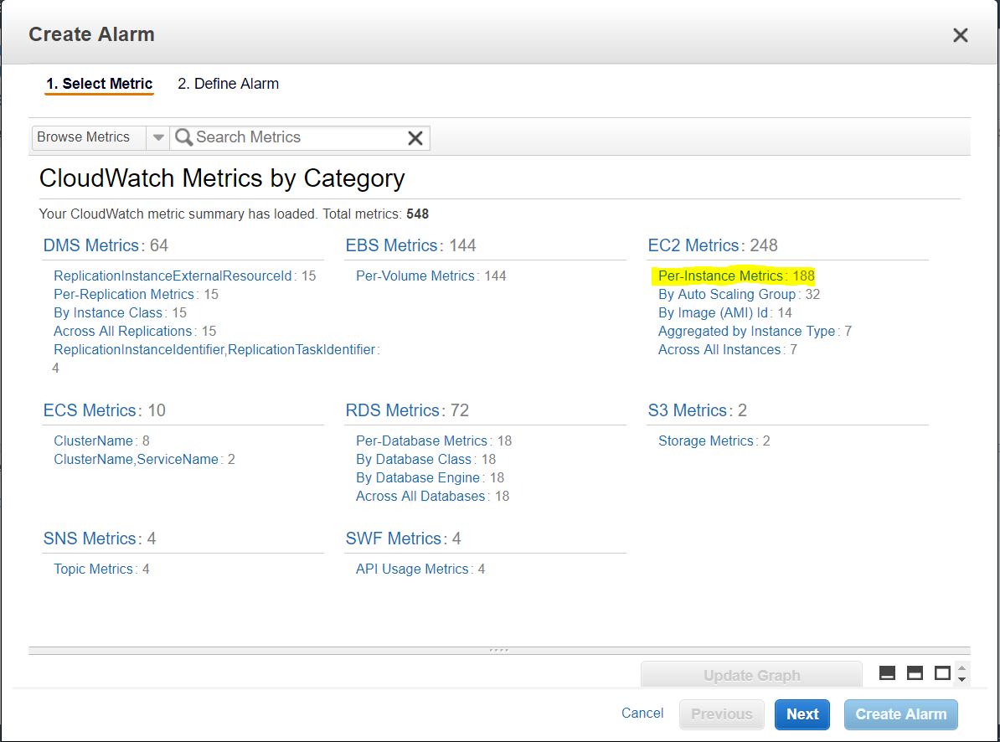 Create Alarm
1. Select Metric 2. Define Alarm
Browse Metrics Search Metrics
CloudWatch Metrics by Category
Your CloudWatch metric summary has loaded. Total metrics: 548
DMS Metrics: 64
ReplicationInstanceExternalResourceId: 15
Per-Replication Metrics: 15
By Instance Class: 15
Across All Replications: 15
ReplicationInstanceIdentifier,ReplicationTaskIdentifier:
4
EBS Metrics: 144
Per-Volume Metrics: 144
EC2 Metrics: 248
Per-Instance Metrics: 188
By Auto Scaling Group: 32
By Image (AMI) Id: 14
Aggregated by Instance Type: 7
Across All Instances: 7
ECS Metrics: 10
ClusterName: 8
ClusterName,ServiceName: 2
RDS Metrics: 72
Per-Database Metrics: 18
By Database Class: 18
By Database Engine: 18
Across All Databases: 18
S3 Metrics: 2
Storage Metrics: 2
SNS Metrics: 4
Topic Metrics: 4
SWF Metrics: 4
API Usage Metrics: 4
Update Graph
Cancel Previous Next Create Alarm